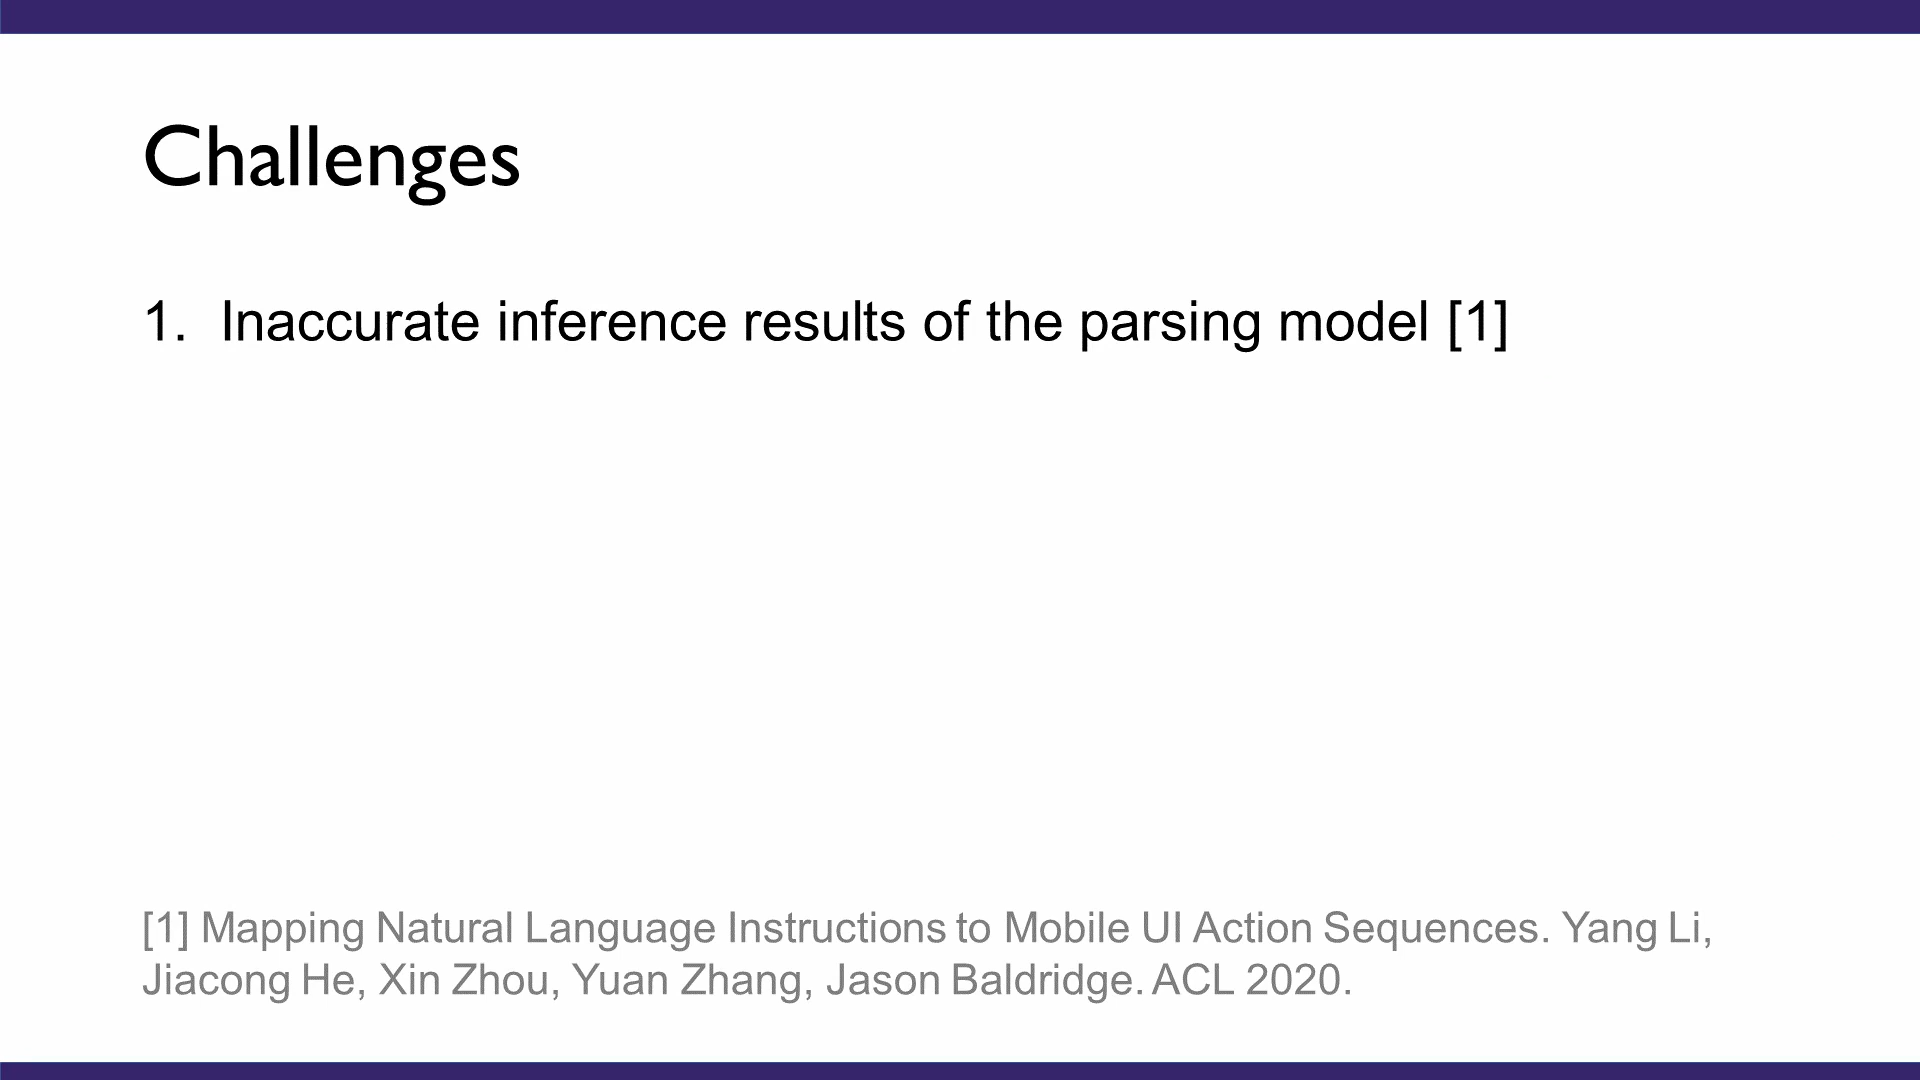 Challenges
1. Inaccurate inference results of the parsing model [1]
[1] Mapping Natural Language Instructions to Mobile UI Action Sequences. Yang Li,
Jiacong He, Xin Zhou, Yuan Zhang, Jason Baldridge. ACL 2020.